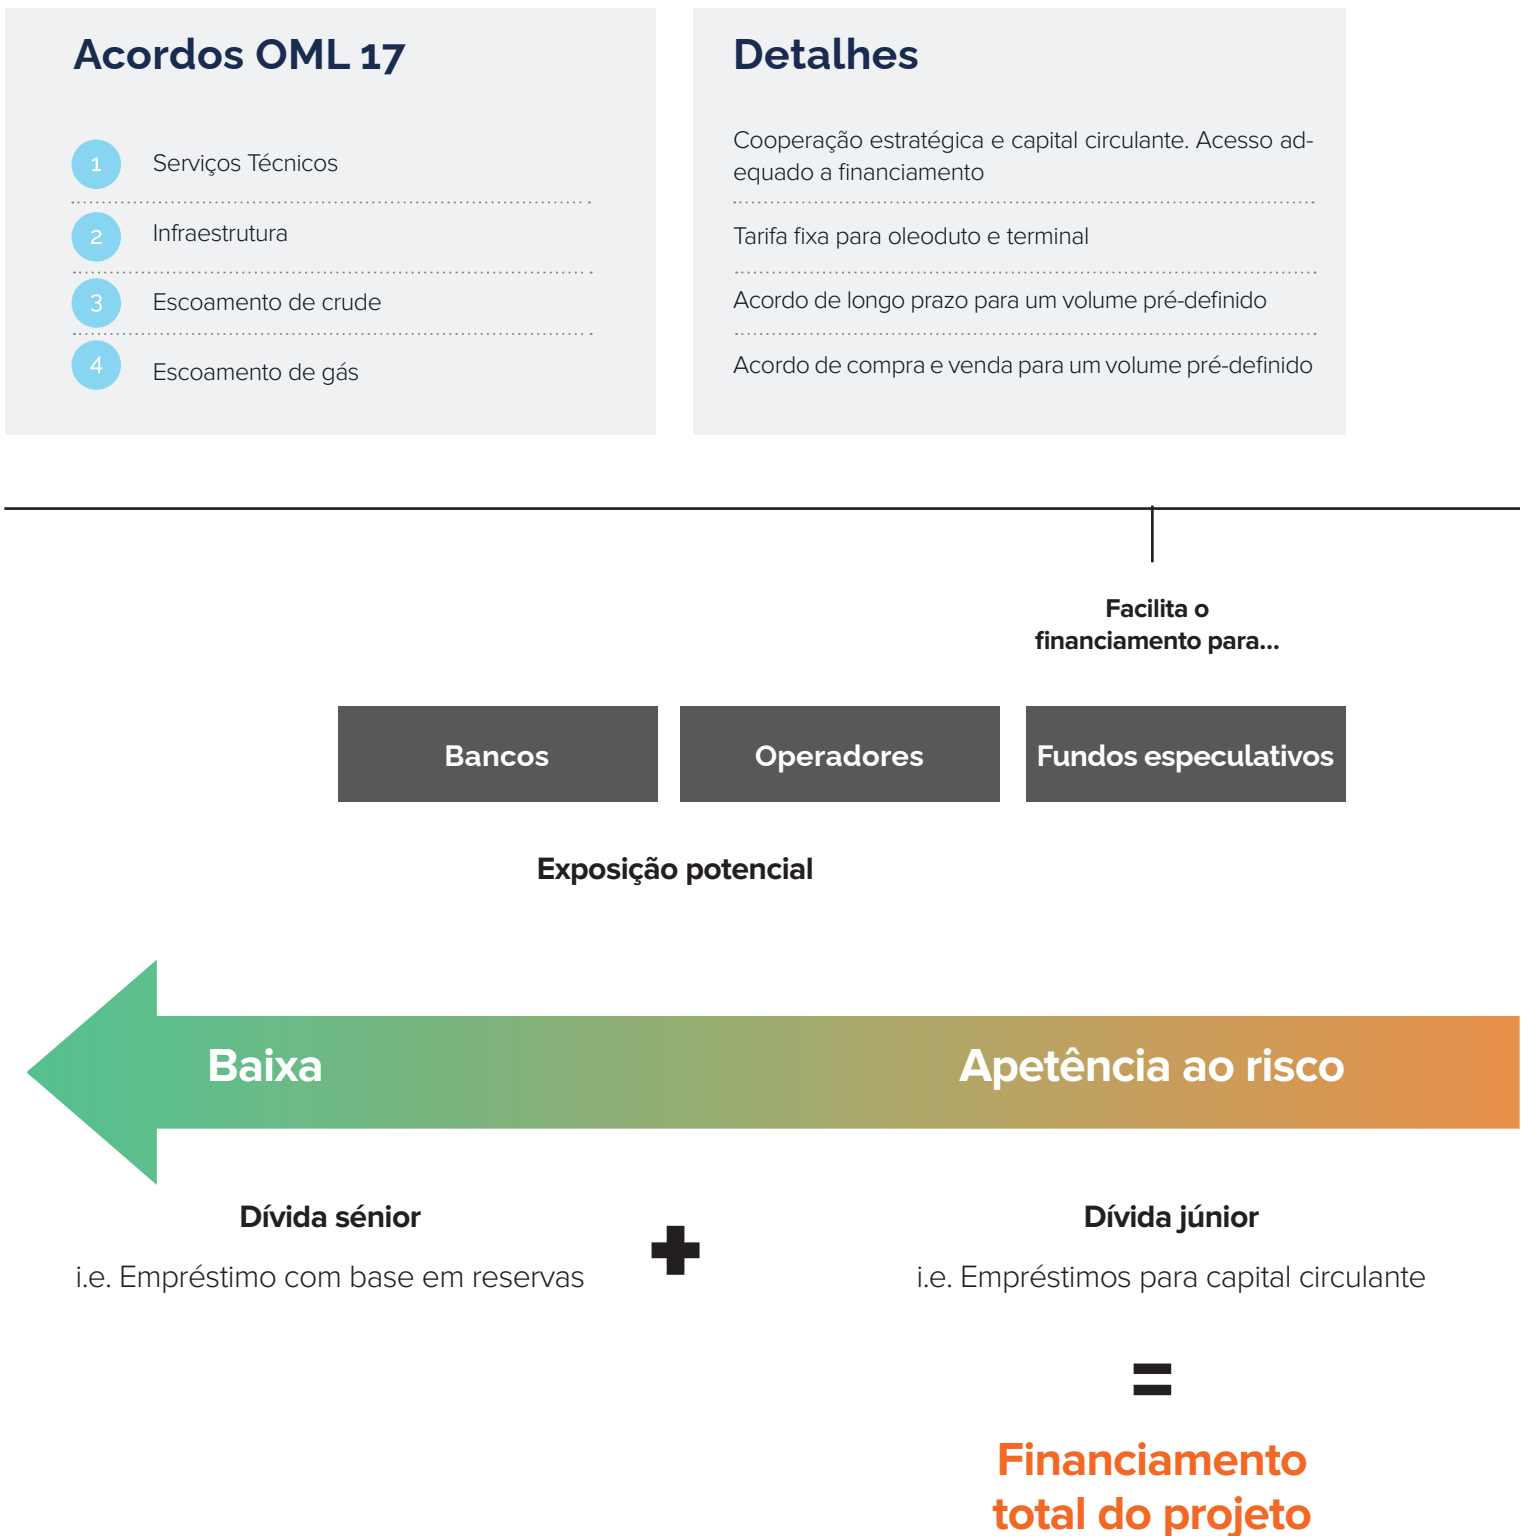 Acordos OML 17
1 Serviços Técnicos
2 Infraestrutura
3 Escoamento de crude
4 Escoamento de gás
Detalhes
Cooperação estratégica e capital circulante. Acesso ad-
equado a financiamento
Tarifa fixa para oleoduto e terminal
Acordo de longo prazo para um volume pré-definido
Acordo de compra e venda para um volume pré-definido
Facilita o
financiamento para...
Bancos
Operadores
Fundos especulativos
Exposição potencial
Baixa
Apetência ao risco
Dívida sénior
i.e. Empréstimo com base em reservas
+
Dívida júnior
i.e. Empréstimos para capital circulante
=
Financiamento
total do projeto